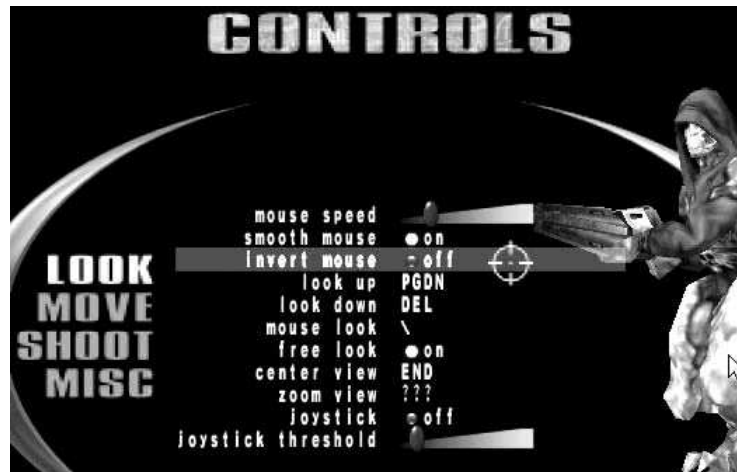 CONTROLS
LOOK
MOVE
SHOOT
MISC
mouse speed
smooth mouse on
invert mouse off
look up PGDN
look down DEL
mouse look \
free look on
center view END
zoom view ???
joystick off
joystick threshold